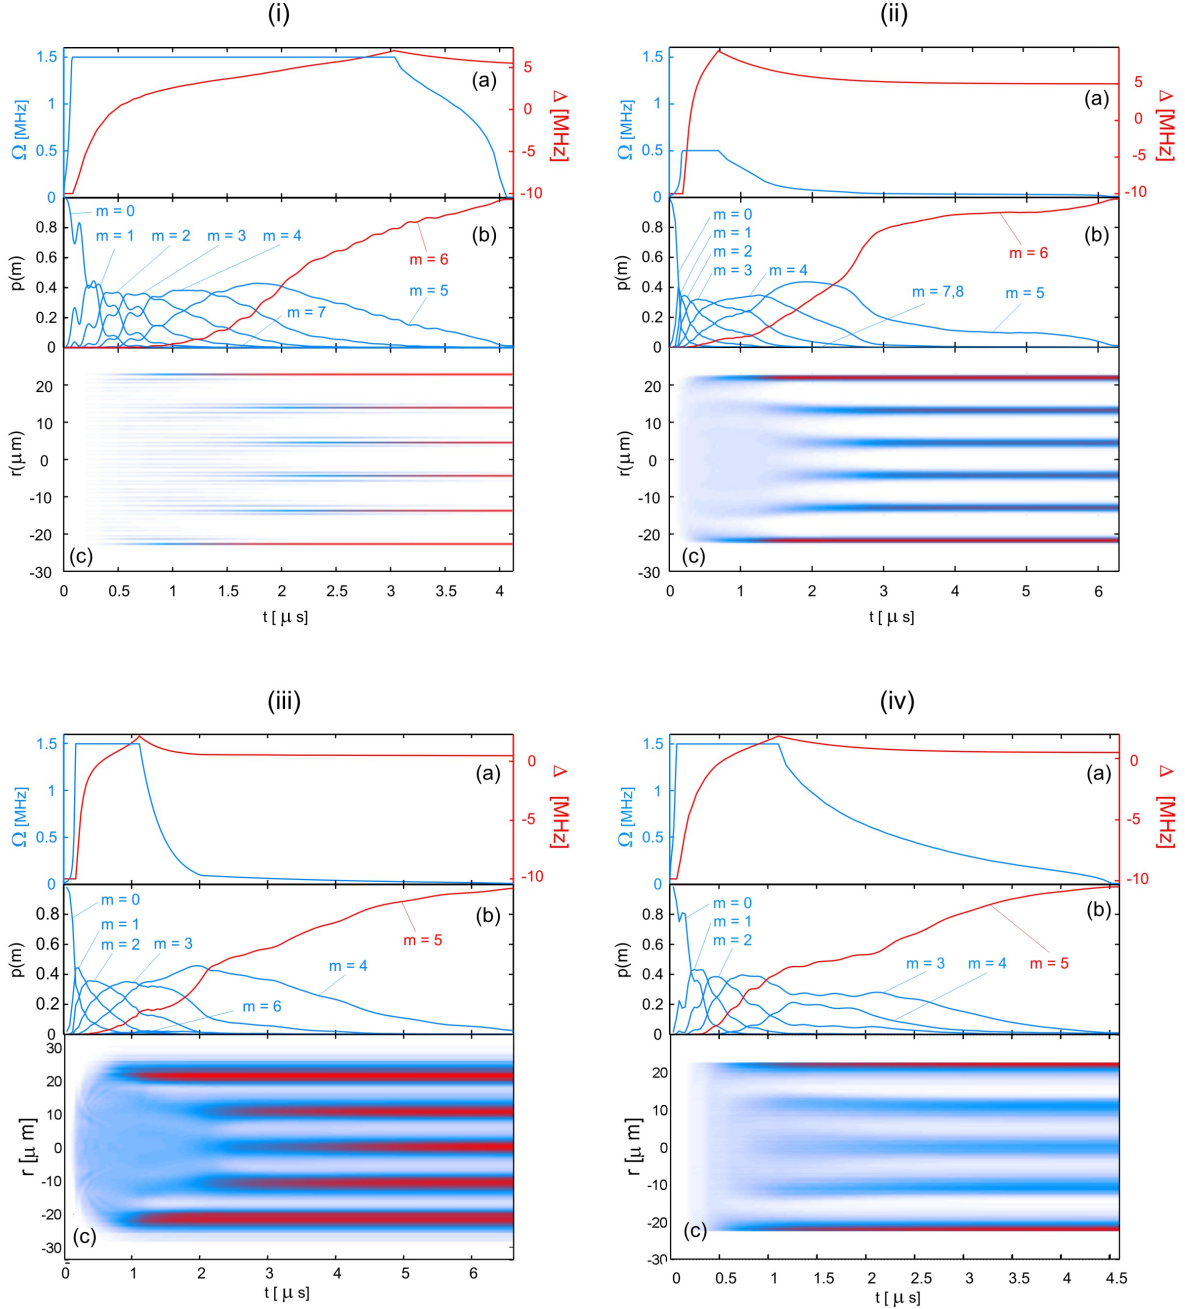 (i)
1.5
1
0.5
0
Ω [MHz]
5
0
-5
-10
Δ [MHz]
(a)
0.8
0.6
0.4
0.2
0
p(m)
m = 0
m = 1 m = 2 m = 3 m = 4
(b)
m = 6
m = 5
m = 7
20
10
0
-10
-20
-30
r(μm)
(c)
0 0.5 1 1.5 2 2.5 3 3.5 4
t [ μ s]
(ii)
1.5
1
0.5
0
Ω [MHz]
5
0
-5
-10
Δ [MHz]
(a)
0.8
0.6
0.4
0.2
0
p(m)
m = 0
m = 1
m = 2
m = 3 m = 4
(b)
m = 6
m = 7,8 m = 5
20
10
0
-10
-20
-30
r(μm)
(c)
0 1 2 3 4 5 6
t [ μ s]
(iii)
1.5
1
0.5
0
Ω [MHz]
0
-5
-10
Δ [MHz]
(a)
0.8
0.6
0.4
0.2
0
p(m)
m = 0
m = 1
m = 2 m = 3
(b)
m = 5
m = 4
m = 6
30
20
10
0
-10
-20
-30
r [μ m]
(c)
0 1 2 3 4 5 6
t [ μ s]
(iv)
1.5
1
0.5
0
Ω [MHz]
0
-5
-10
Δ [MHz]
(a)
0.8
0.6
0.4
0.2
0
p(m)
m = 0
m = 1
m = 2
(b)
m = 3 m = 4 m = 5
20
10
0
-10
-20
-30
r [μ m]
(c)
0 0.5 1 1.5 2 2.5 3 3.5 4 4.5
t [ μ s]